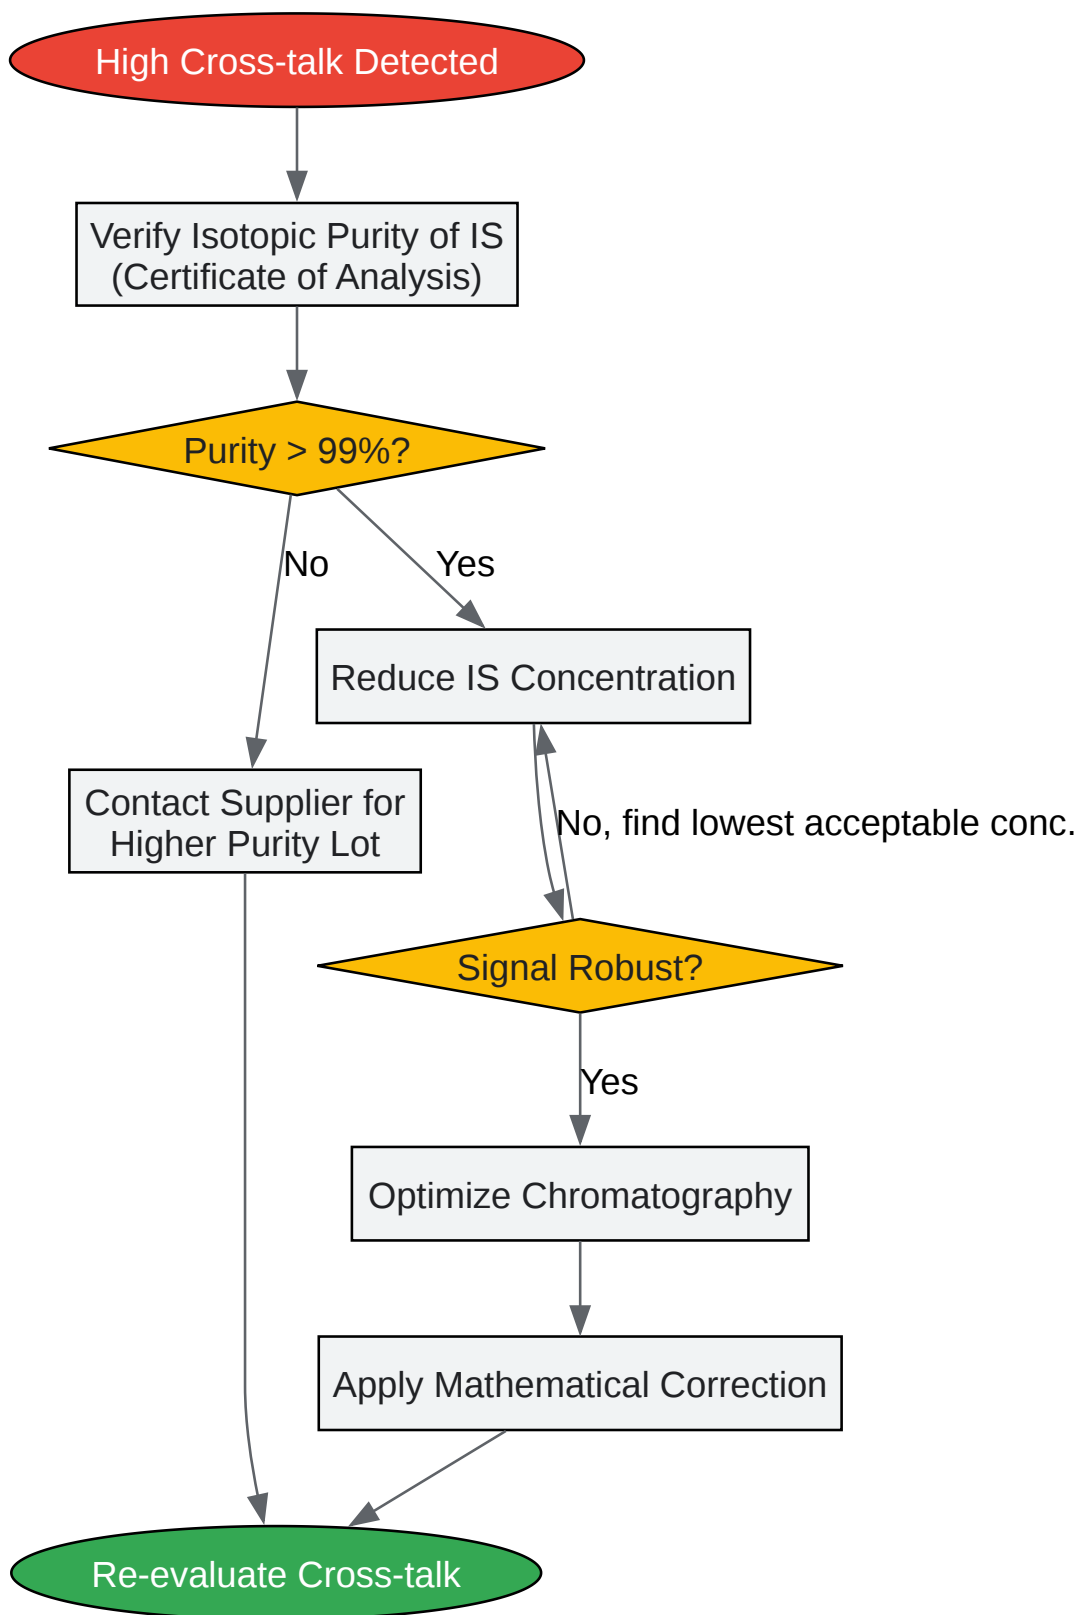 High Cross-talk Detected
Verify Isotopic Purity of IS
(Certificate of Analysis)
Purity > 99%?
No
Yes
Reduce IS Concentration
Contact Supplier for
Higher Purity Lot
No, find lowest acceptable conc.
Signal Robust?
Yes
Optimize Chromatography
Apply Mathematical Correction
Re-evaluate Cross-talk